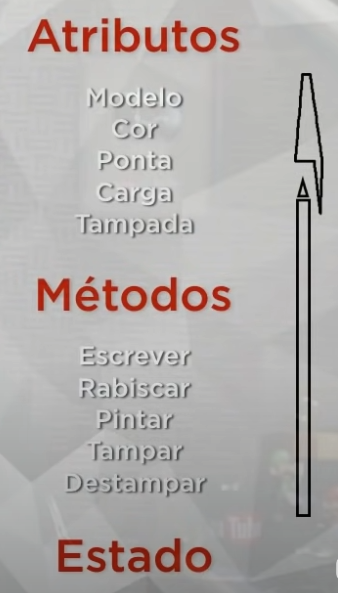 Atributos
Modelo
Cor
Ponta
Carga
Tampada
Métodos
Escrever
Rabiscar
Pintar
Tampar
Destampar
Estado